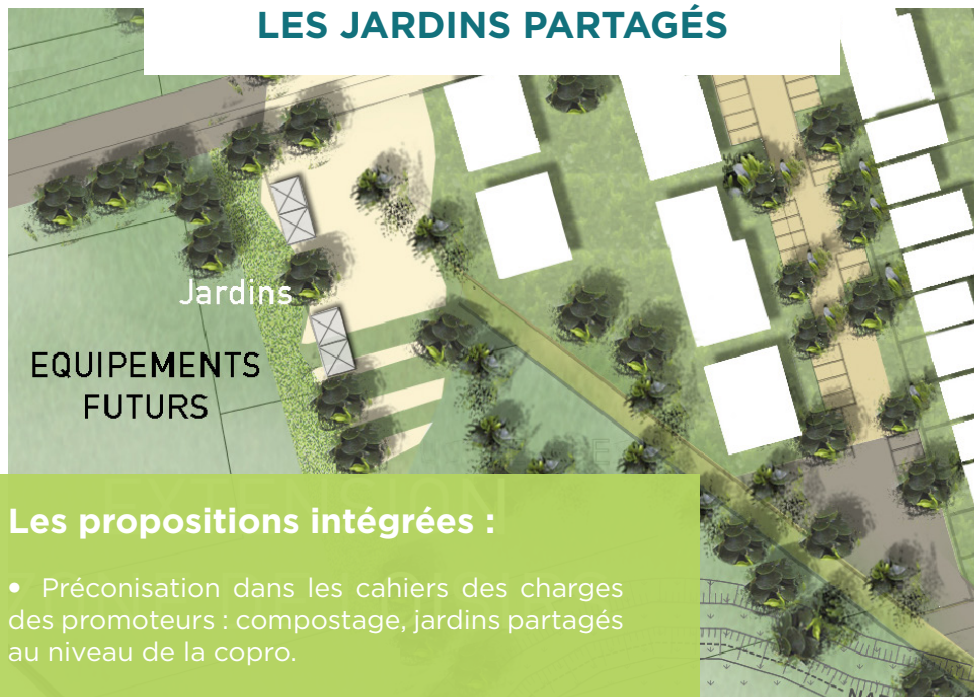 LES JARDINS PARTAGÉS
Jardins
EQUIPEMENTS
FUTURS
EXTENSION
Les propositions intégrées :
• Préconisation dans les cahiers des charges
des promoteurs : compostage, jardins partagés
au niveau de la copro.